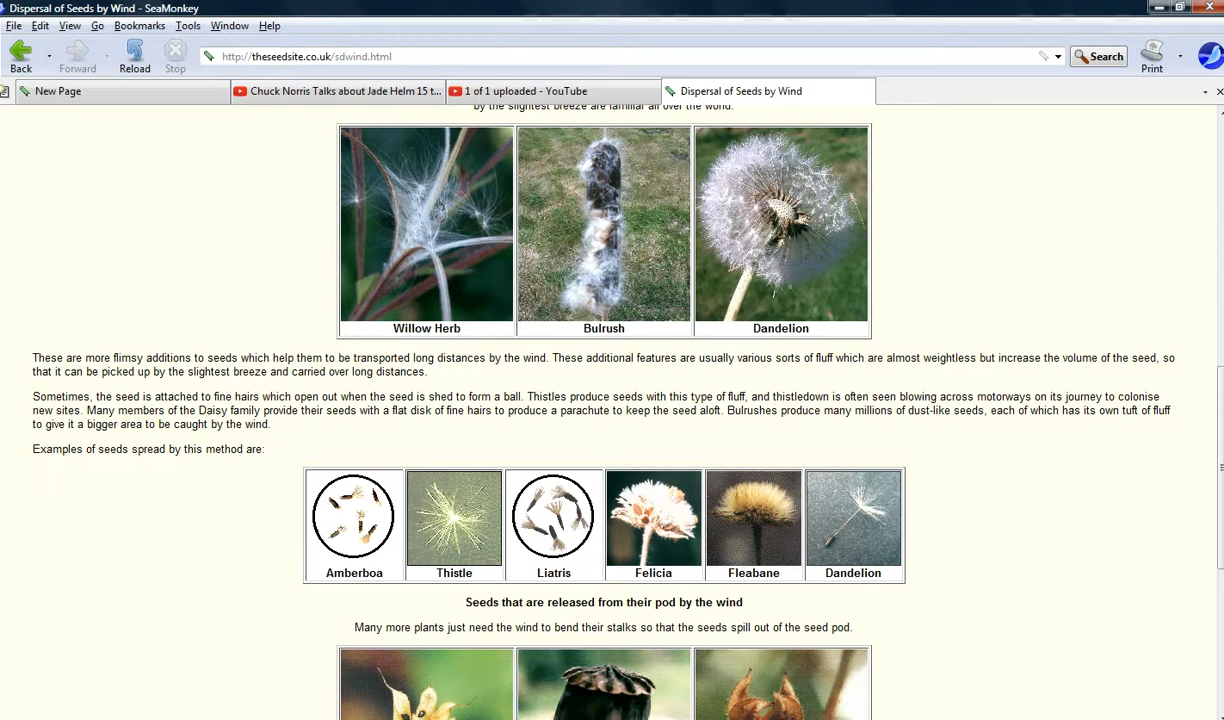 Dispersal of Seeds by Wind - SeaMonkey
File Edit View Go Bookmarks Tools Window Help
Back Forward Reload Stop http://theseedsite.co.uk/sdwind.html Search Print
New Page Chuck Norris Talks about Jade Helm 15 t... 1 of 1 uploaded - YouTube Dispersal of Seeds by Wind
by the slightest breeze are familiar all over the world.
Willow Herb Bulrush Dandelion
These are more flimsy additions to seeds which help them to be transported long distances by the wind. These additional features are usually various sorts of fluff which are almost weightless but increase the volume of the seed, so
that it can be picked up by the slightest breeze and carried over long distances.
Sometimes, the seed is attached to fine hairs which open out when the seed is shed to form a ball. Thistles produce seeds with this type of fluff, and thistledown is often seen blowing across motorways on its journey to colonise
new sites. Many members of the Daisy family provide their seeds with a flat disk of fine hairs to produce a parachute to keep the seed aloft. Bulrushes produce many millions of dust-like seeds, each of which has its own tuft of fluff
to give it a bigger area to be caught by the wind.
Examples of seeds spread by this method are:
Amberboa Thistle Liatris Felicia Fleabane Dandelion
Seeds that are released from their pod by the wind
Many more plants just need the wind to bend their stalks so that the seeds spill out of the seed pod.